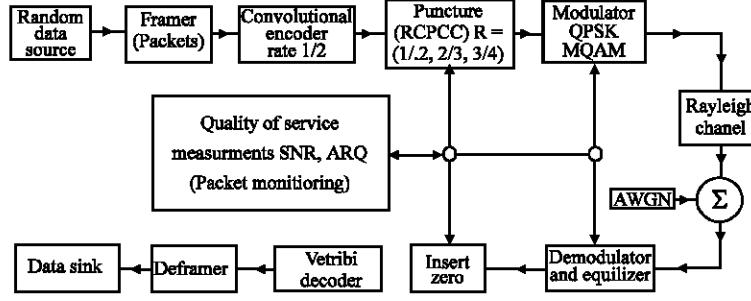 Random
data
source
Framer
(Packets)
Convolutional
encoder
rate 1/2
Puncture
(RCPCC) R =
(1/.2, 2/3, 3/4)
Modulator
QPSK
MQAM
Rayleigh
chanel
Quality of service
measurments SNR, ARQ
(Packet monitiring)
AWGN
Σ
Data sink
Deframer
Vetribi
decoder
Insert
zero
Demodulator
and equilizer